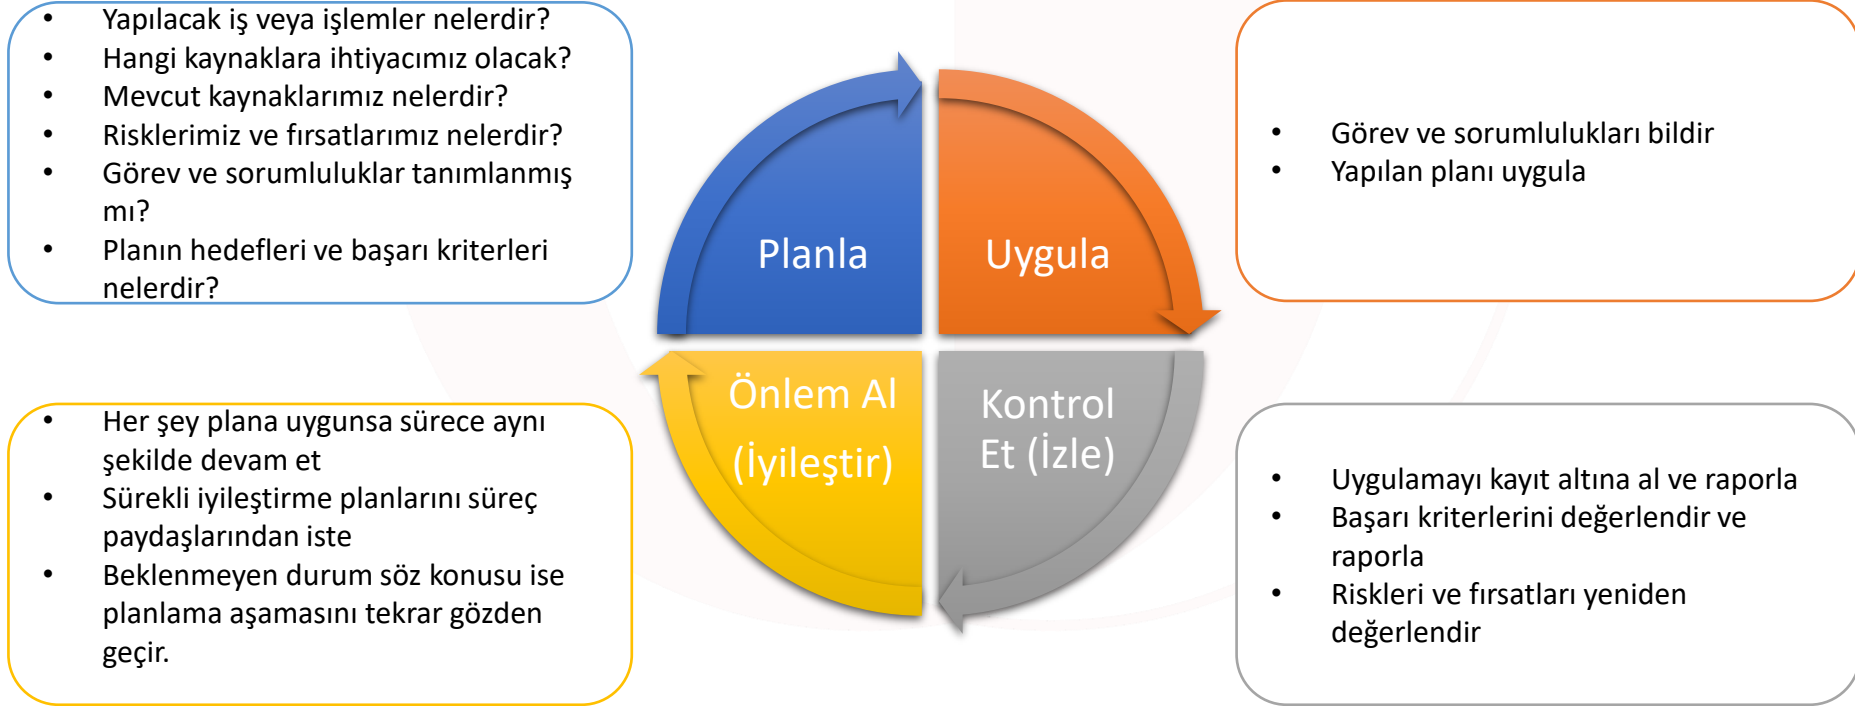 • Yapılacak iş veya işlemler nelerdir?
• Hangi kaynaklara ihtiyacımız olacak?
• Mevcut kaynaklarımız nelerdir?
• Risklerimiz ve fırsatlarımız nelerdir?
• Görev ve sorumluluklar tanımlanmış
mı?
• Planın hedefleri ve başarı kriterleri
nelerdir?
Planla
Uygula
• Görev ve sorumlulukları bildir
• Yapılan planı uygula
• Her şey plana uygunsa sürece aynı
şekilde devam et
• Sürekli iyileştirme planlarını süreç
paydaşlarından iste
• Beklenmeyen durum söz konusu ise
planlama aşamasını tekrar gözden
geçir.
Önlem Al
(İyileştir)
Kontrol
Et (İzle)
• Uygulamayı kayıt altına al ve raporla
• Başarı kriterlerini değerlendir ve
raporla
• Riskleri ve fırsatları yeniden
değerlendir